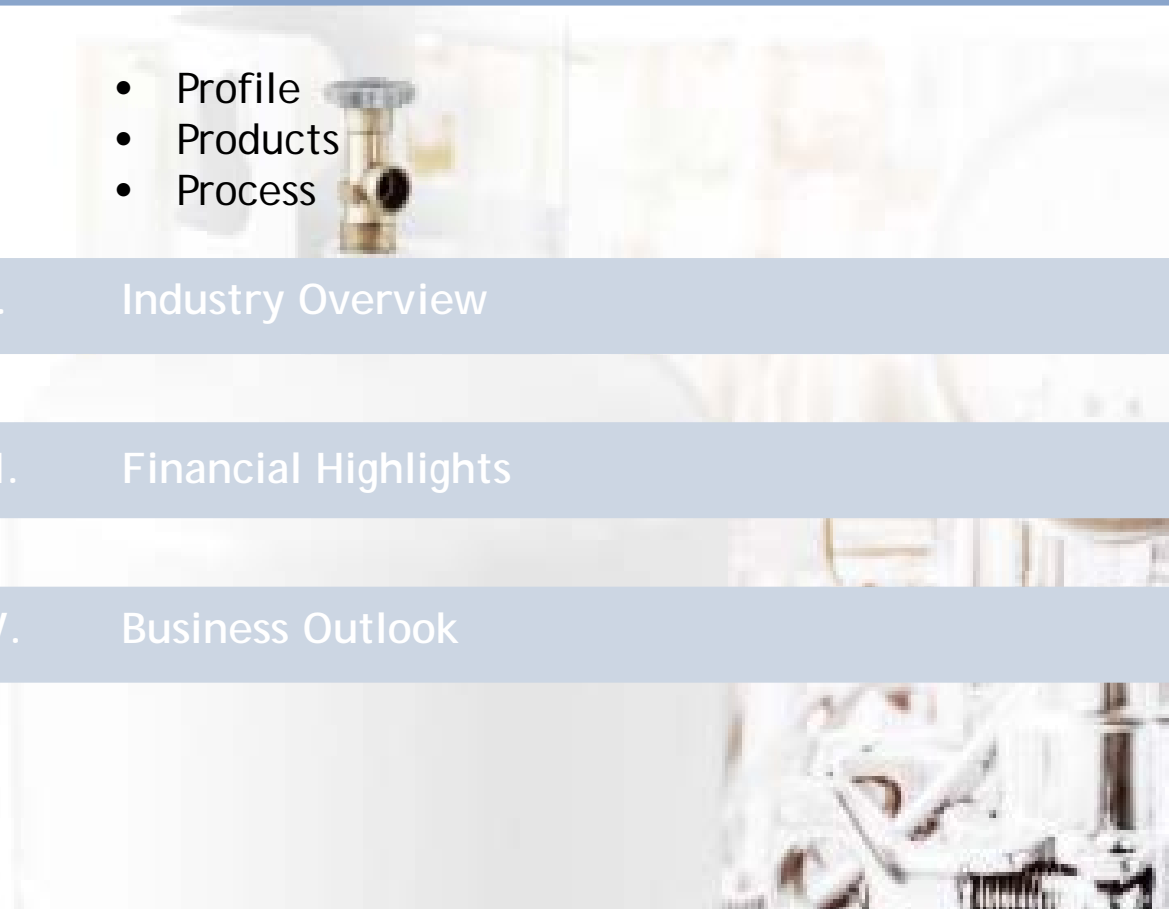 • Profile
• Products
• Process
. Industry Overview
I. Financial Highlights
V. Business Outlook